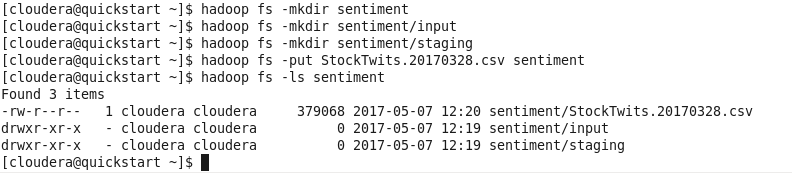 [cloudera@quickstart ~]$ hadoop fs -mkdir sentiment
[cloudera@quickstart ~]$ hadoop fs -mkdir sentiment/input
[cloudera@quickstart ~]$ hadoop fs -mkdir sentiment/staging
[cloudera@quickstart ~]$ hadoop fs -put StockTwits.20170328.csv sentiment
[cloudera@quickstart ~]$ hadoop fs -ls sentiment
Found 3 items
-rw-r--r--   1 cloudera cloudera     379068 2017-05-07 12:20 sentiment/StockTwits.20170328.csv
drwxr-xr-x   - cloudera cloudera          0 2017-05-07 12:19 sentiment/input
drwxr-xr-x   - cloudera cloudera          0 2017-05-07 12:19 sentiment/staging
[cloudera@quickstart ~]$